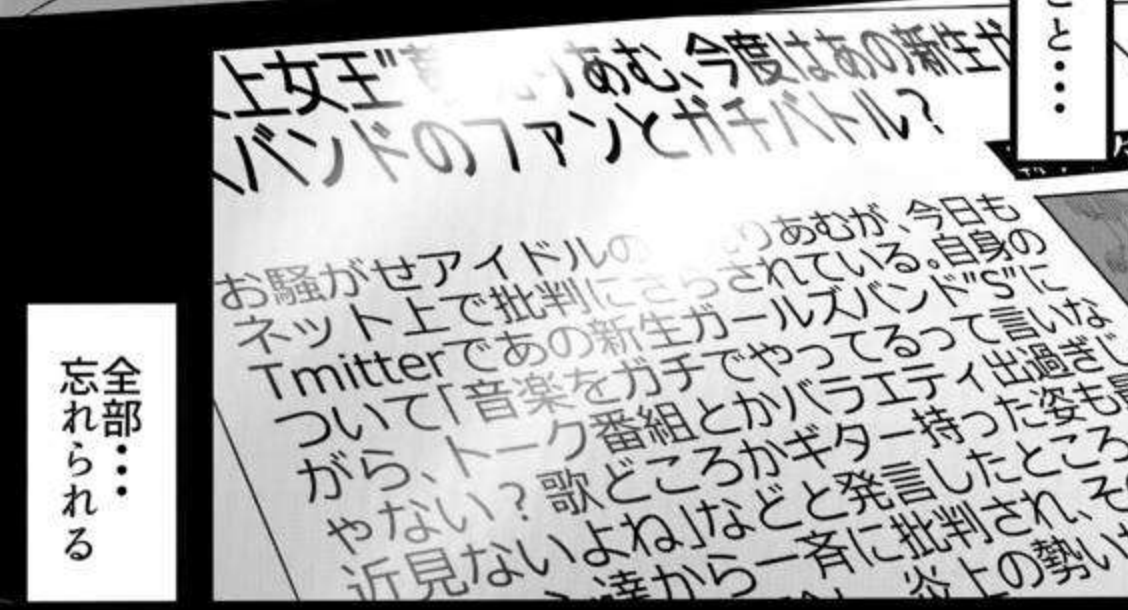 こと・・・
上女王"  りあむ、今度はあの新生ガ
バンドのファンとガチバトル?
お騒がせアイドルの  りあむが、今日も
ネット上で批判にさらされている。自身の
Tmitterであの新生ガールズバンド"S"に
ついて「音楽をガチでやってるって言いな
がら、トーク番組とかバラエティ出過ぎじ
ゃない?歌どころかギター持った姿も最
近見ないよね」などと発言したところ
達から一斉に批判され、その
炎上の勢い
全部・・・
忘れられる